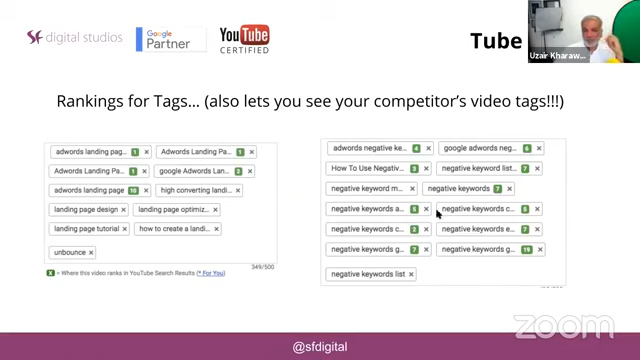 SF digital studios
Google
Partner
YouTube
CERTIFIED
Tube
Uzair Kharaw...
Rankings for Tags... (also lets you see your competitor's video tags!!!)
adwords landing pag... 1 ×
Adwords Landing Pa... 1 ×
Adwords Landing Pa... 1 ×
google Adwords Lan... 2 ×
adwords landing page 10 ×
high converting landi... ×
landing page design ×
landing page optimiz... ×
landing page tutorial ×
how to create a landi... ×
unbounce ×
349/500
X = Where this video ranks in YouTube Search Results (* For You)
adwords negative ke... 4 ×
google adwords neg... 6 ×
How To Use Negativ... 3 ×
negative keyword list... 7 ×
negative keyword m... ×
negative keywords 7 ×
negative keywords a... 5 ×
negative keywords c... 5 ×
negative keywords c... 2 ×
negative keywords e... 7 ×
negative keywords g... 7 ×
negative keywords g... 19 ×
negative keywords list ×
@sfdigital
zoom